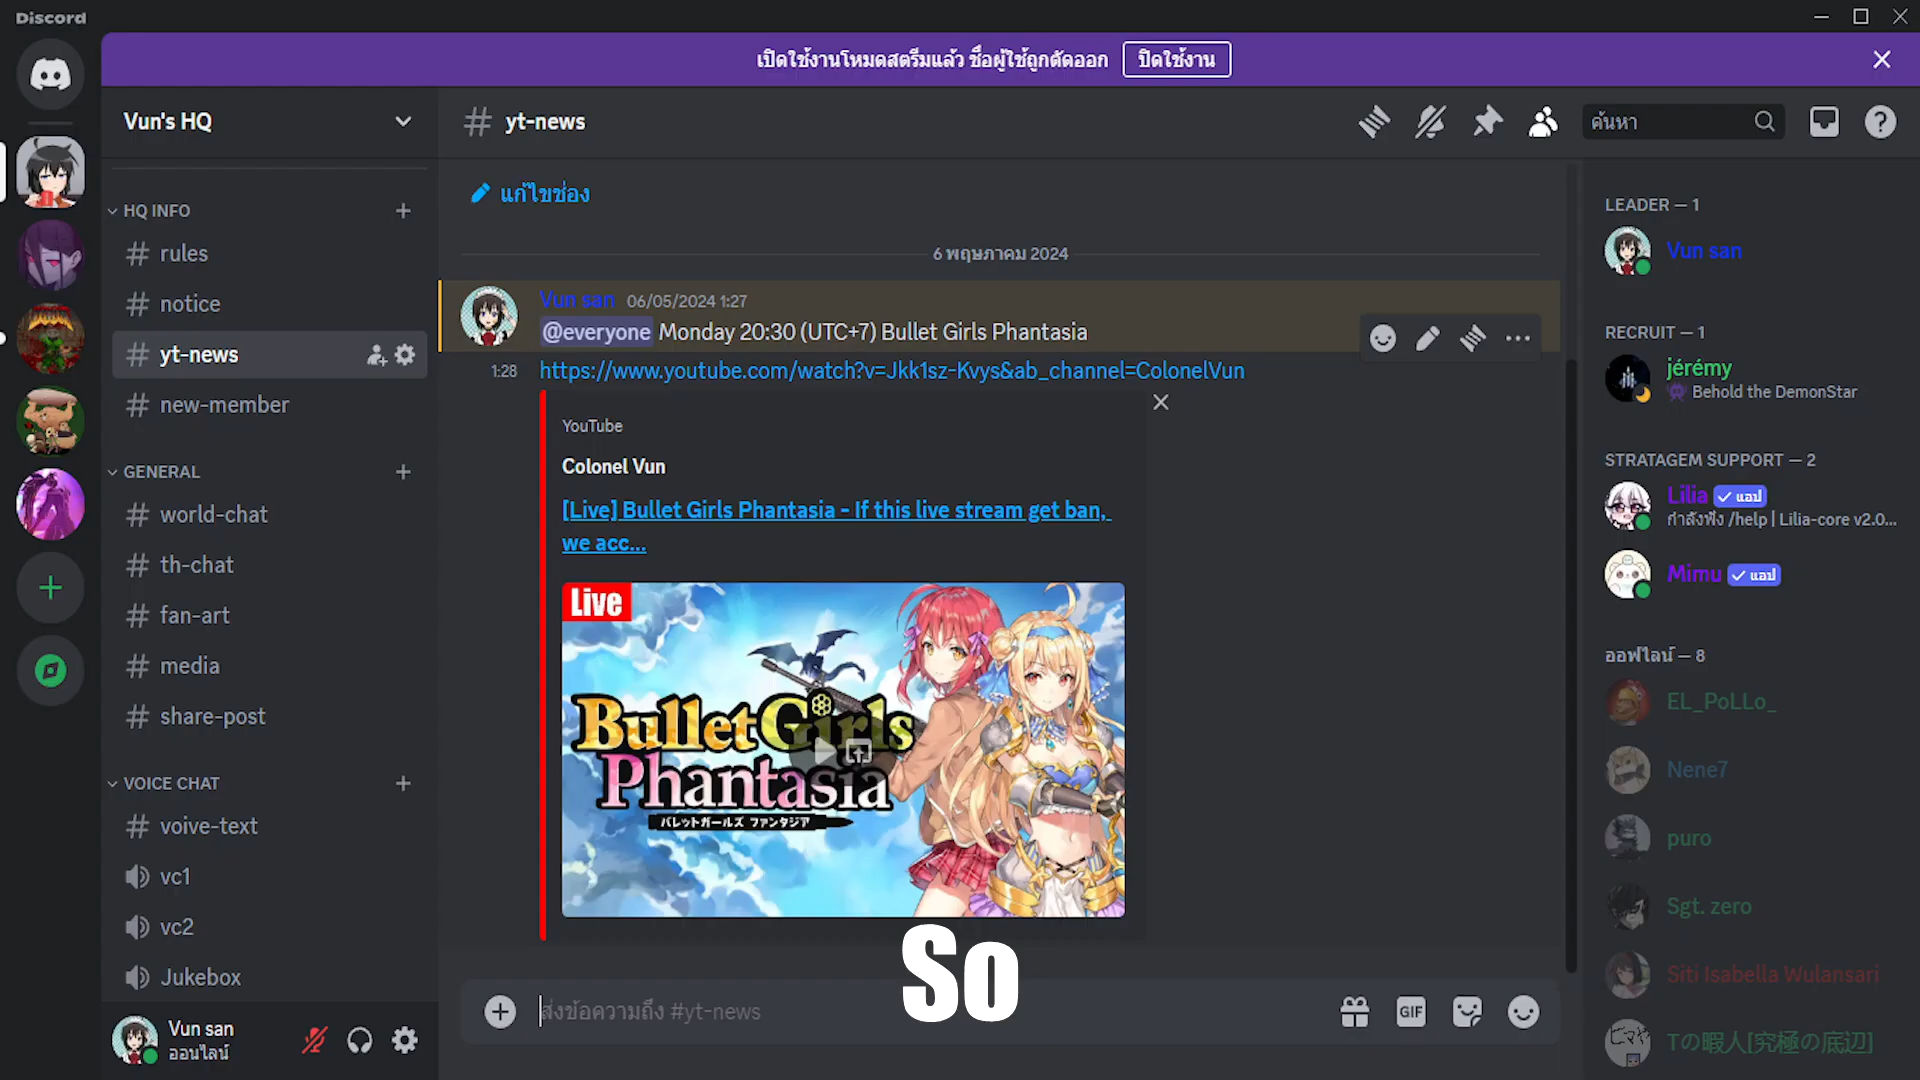 Discord
เปิดใช้งานโหมดสตรีมแล้ว ชื่อผู้ใช้ถูกตัดออก
ปิดใช้งาน
Vun's HQ
HQ INFO
rules
notice
yt-news
new-member
GENERAL
world-chat
th-chat
fan-art
media
share-post
VOICE CHAT
voive-text
vc1
vc2
Jukebox
Vun san
ออนไลน์
yt-news
ค้นหา
แก้ไขช่อง
6 พฤษภาคม 2024
Vun san 06/05/2024 1:27
@everyone Monday 20:30 (UTC+7) Bullet Girls Phantasia
1:28 https://www.youtube.com/watch?v=Jkk1sz-Kvys&ab_channel=ColonelVun
YouTube
Colonel Vun
[Live] Bullet Girls Phantasia - If this live stream get ban,
we acc...
Live
Bullet Girls
Phantasia
バレットガールズ ファンタジア
So
ส่งข้อความถึง #yt-news
GIF
LEADER — 1
Vun san
RECRUIT — 1
jérémy
Behold the DemonStar
STRATAGEM SUPPORT — 2
Lilia แอป
กำลังฟัง /help | Lilia-core v2.0...
Mimu แอป
ออฟไลน์ — 8
EL_PoLLo_
Nene7
puro
Sgt. zero
Siti Isabella Wulansari
ヒマヤ
Tの暇人[究極の底辺]